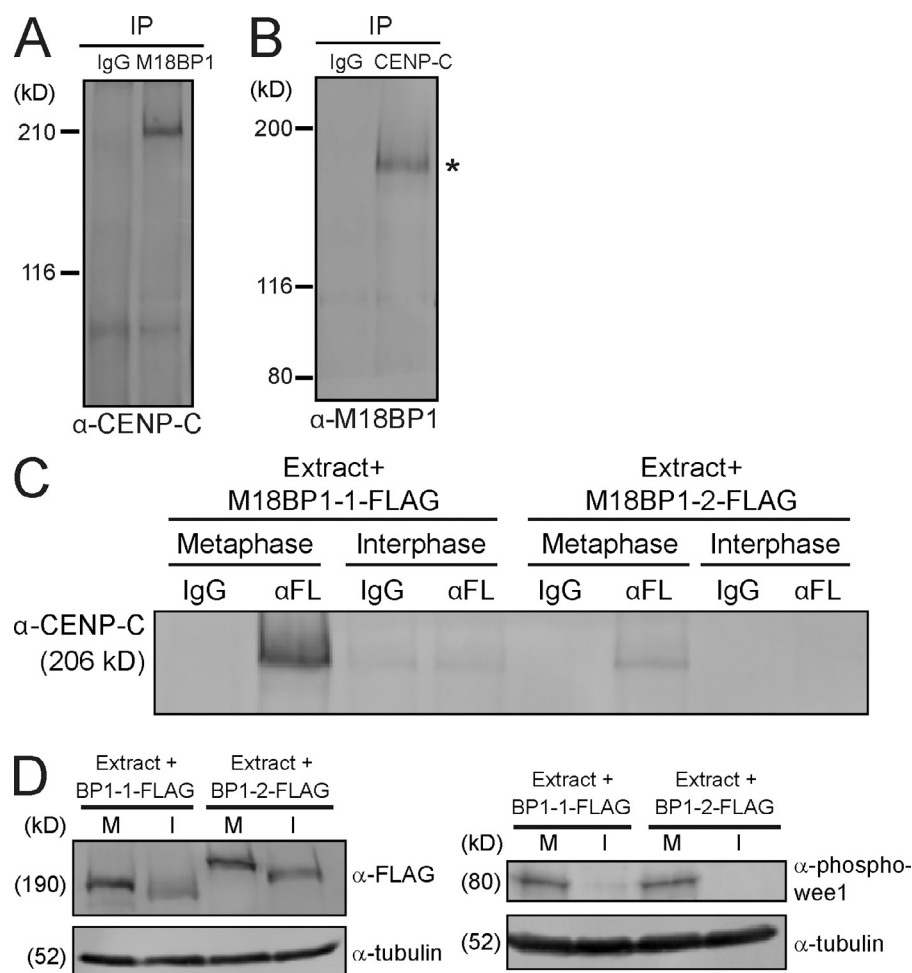 A
IP
IgG M18BP1
(kD)
210
116
α-CENP-C
B
IP
IgG CENP-C
(kD)
200
*
116
80
α-M18BP1
C
Extract+
M18BP1-1-FLAG
Extract+
M18BP1-2-FLAG
Metaphase Interphase Metaphase Interphase
IgG αFL IgG αFL IgG αFL IgG αFL
α-CENP-C
(206 kD)
D
Extract +
BP1-1-FLAG
Extract +
BP1-2-FLAG
(kD) M I M I
(190) α-FLAG
(52) α-tubulin
Extract +
BP1-1-FLAG
Extract +
BP1-2-FLAG
(kD) M I M I
(80) α-phospho-
wee1
(52) α-tubulin